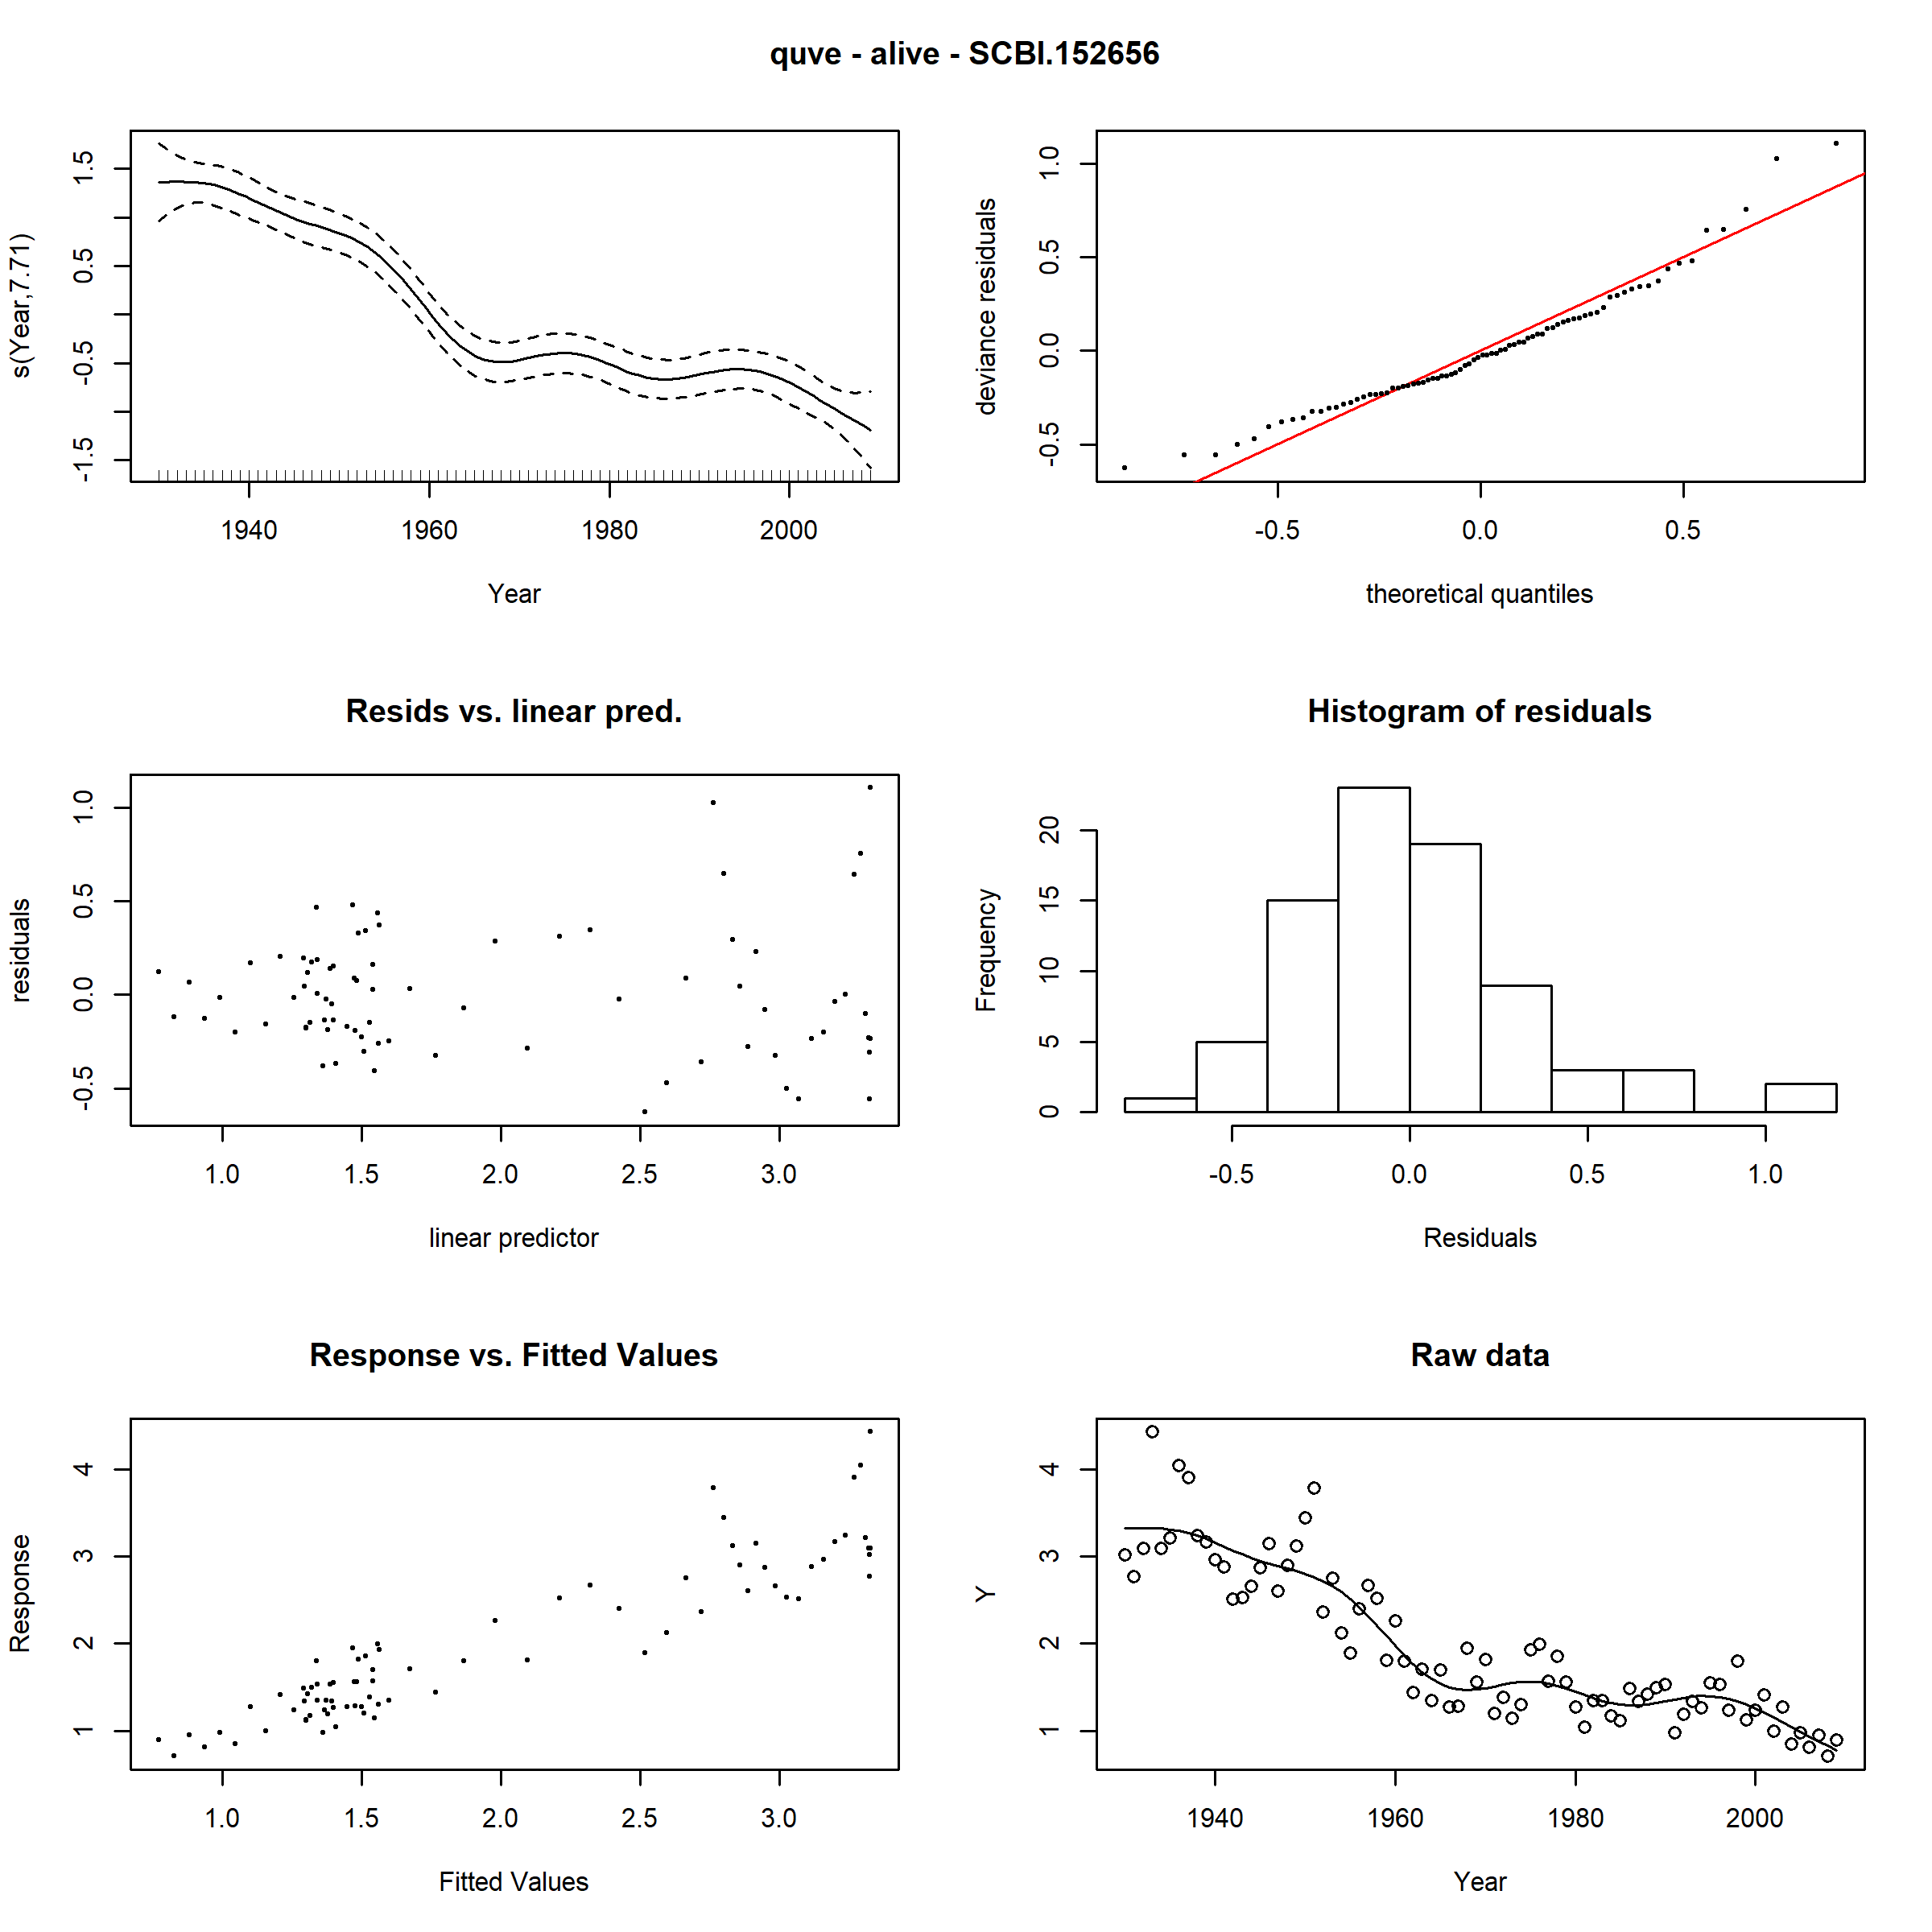 quve - alive - SCBI.152656
s(Year,7.71)
-1.5 -0.5 0.5 1.5
1940 1960 1980 2000
Year
deviance residuals
-0.5 0.0 0.5 1.0
-0.5 0.0 0.5
theoretical quantiles
Resids vs. linear pred.
residuals
-0.5 0.0 0.5 1.0
1.0 1.5 2.0 2.5 3.0
linear predictor
Histogram of residuals
Frequency
0 5 10 15 20
-0.5 0.0 0.5 1.0
Residuals
Response vs. Fitted Values
Response
1 2 3 4
1.0 1.5 2.0 2.5 3.0
Fitted Values
Raw data
Y
1 2 3 4
1940 1960 1980 2000
Year